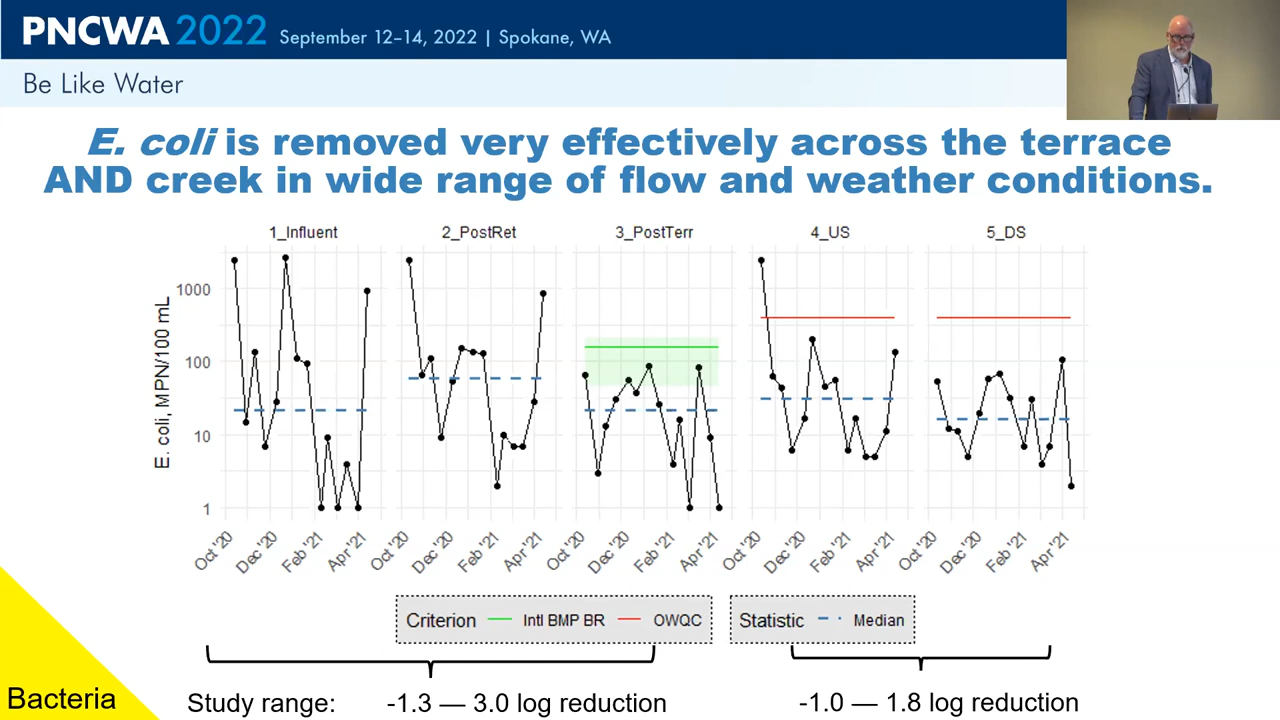 PNCWA 2022 September 12–14, 2022 | Spokane, WA
Be Like Water
E. coli is removed very effectively across the terrace
AND creek in wide range of flow and weather conditions.
1_Influent 2_PostRet 3_PostTerr 4_US 5_DS
E. coli, MPN/100 mL
1000
100
10
1
Oct '20 Dec '20 Feb '21 Apr '21 Oct '20 Dec '20 Feb '21 Apr '21 Oct '20 Dec '20 Feb '21 Apr '21 Oct '20 Dec '20 Feb '21 Apr '21 Oct '20 Dec '20 Feb '21 Apr '21
Criterion Intl BMP BR OWQC Statistic Median
Bacteria
Study range: -1.3 — 3.0 log reduction -1.0 — 1.8 log reduction